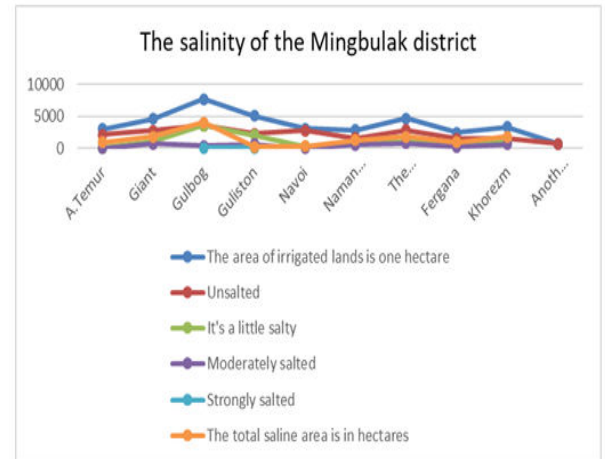 The salinity of the Mingbulak district
10000
5000
0
A. Temur
Giant
Gulbog
Guliston
Navoi
Naman...
The...
Fergana
Khorezm
Anoth...
The area of irrigated lands is one hectare
Unsalted
It's a little salty
Moderately salted
Strongly salted
The total saline area is in hectares